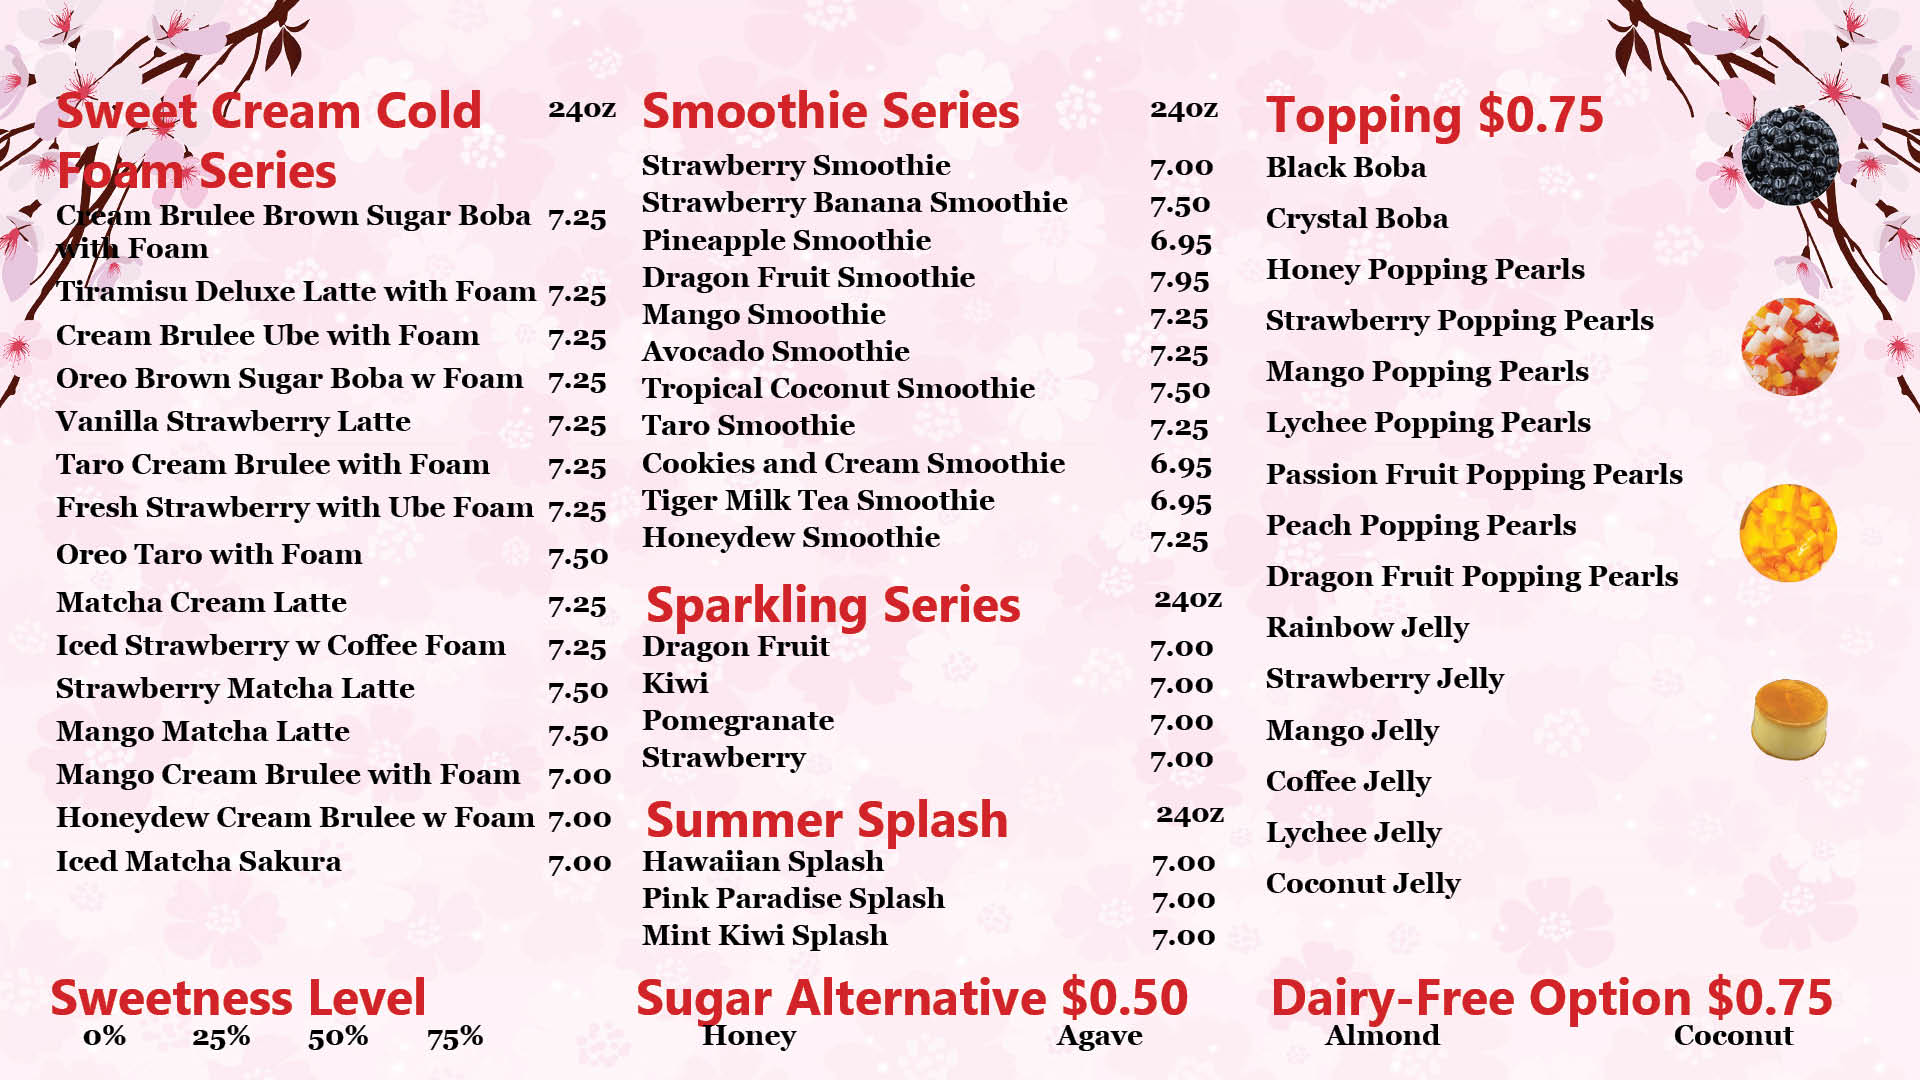 Sweet Cream Cold 24oz
Foam Series
Cream Brulee Brown Sugar Boba 7.25
with Foam
Tiramisu Deluxe Latte with Foam 7.25
Cream Brulee Ube with Foam 7.25
Oreo Brown Sugar Boba w Foam 7.25
Vanilla Strawberry Latte 7.25
Taro Cream Brulee with Foam 7.25
Fresh Strawberry with Ube Foam 7.25
Oreo Taro with Foam 7.50
Matcha Cream Latte 7.25
Iced Strawberry w Coffee Foam 7.25
Strawberry Matcha Latte 7.50
Mango Matcha Latte 7.50
Mango Cream Brulee with Foam 7.00
Honeydew Cream Brulee w Foam 7.00
Iced Matcha Sakura 7.00
Smoothie Series 24oz
Strawberry Smoothie 7.00
Strawberry Banana Smoothie 7.50
Pineapple Smoothie 6.95
Dragon Fruit Smoothie 7.95
Mango Smoothie 7.25
Avocado Smoothie 7.25
Tropical Coconut Smoothie 7.50
Taro Smoothie 7.25
Cookies and Cream Smoothie 6.95
Tiger Milk Tea Smoothie 6.95
Honeydew Smoothie 7.25
Sparkling Series 24oz
Dragon Fruit 7.00
Kiwi 7.00
Pomegranate 7.00
Strawberry 7.00
Summer Splash 24oz
Hawaiian Splash 7.00
Pink Paradise Splash 7.00
Mint Kiwi Splash 7.00
Topping $0.75
Black Boba
Crystal Boba
Honey Popping Pearls
Strawberry Popping Pearls
Mango Popping Pearls
Lychee Popping Pearls
Passion Fruit Popping Pearls
Peach Popping Pearls
Dragon Fruit Popping Pearls
Rainbow Jelly
Strawberry Jelly
Mango Jelly
Coffee Jelly
Lychee Jelly
Coconut Jelly
Sweetness Level
0% 25% 50% 75%
Sugar Alternative $0.50
Honey Agave
Dairy-Free Option $0.75
Almond Coconut